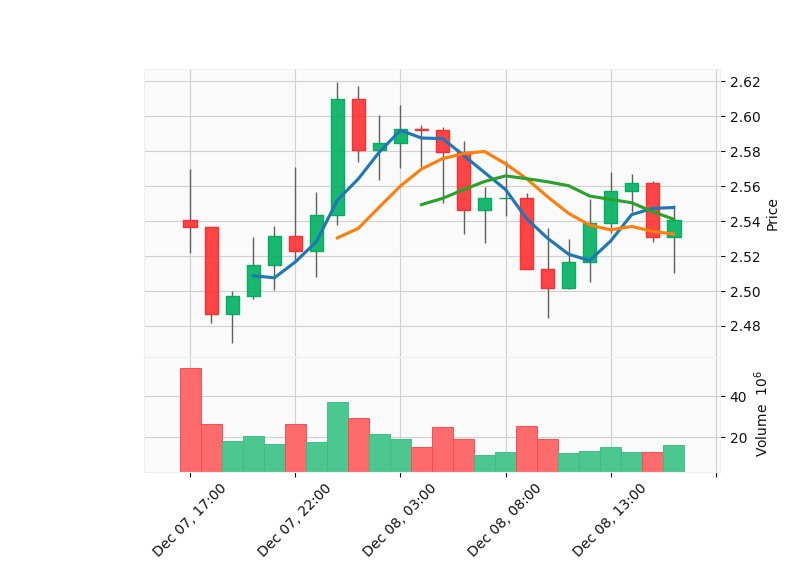 2.62
2.60
2.58
2.56
2.54
2.52
2.50
2.48
Price
40
20
Volume 10⁶
Dec 07, 17:00
Dec 07, 22:00
Dec 08, 03:00
Dec 08, 08:00
Dec 08, 13:00